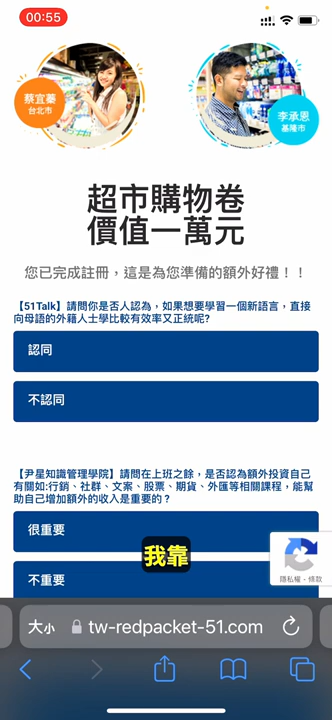 00:55
蔡宜蓁
台北市
李承恩
基隆市
超市購物卷
價值一萬元
您已完成註冊，這是為您準備的額外好禮！！
【51Talk】請問你是否人認為，如果想要學習一個新語言，直接
向母語的外籍人士學比較有效率又正統呢?
認同
不認同
【尹星知識管理學院】請問在上班之餘，是否認為額外投資自己
有關如:行銷、社群、文案、股票、期貨、外匯等相關課程，能幫
助自己增加額外的收入是重要的？
很重要
我靠
不重要
隱私權 - 條款
大小
tw-redpacket-51.com